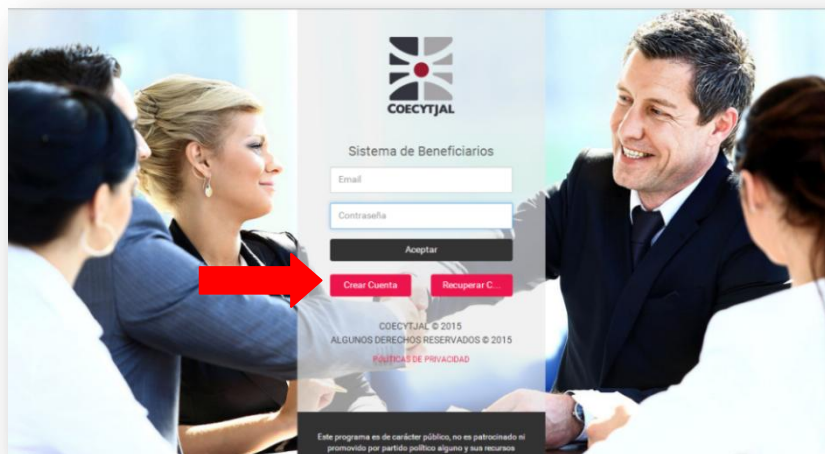 COECYTJAL
Sistema de Beneficiarios
Email
Contraseña
Aceptar
Crear Cuenta
Recuperar C...
COECYTJAL © 2015
ALGUNOS DERECHOS RESERVADOS © 2015
POLÍTICAS DE PRIVACIDAD
Este programa es de carácter público, no es patrocinado ni
promovido por partido político alguno y sus recursos